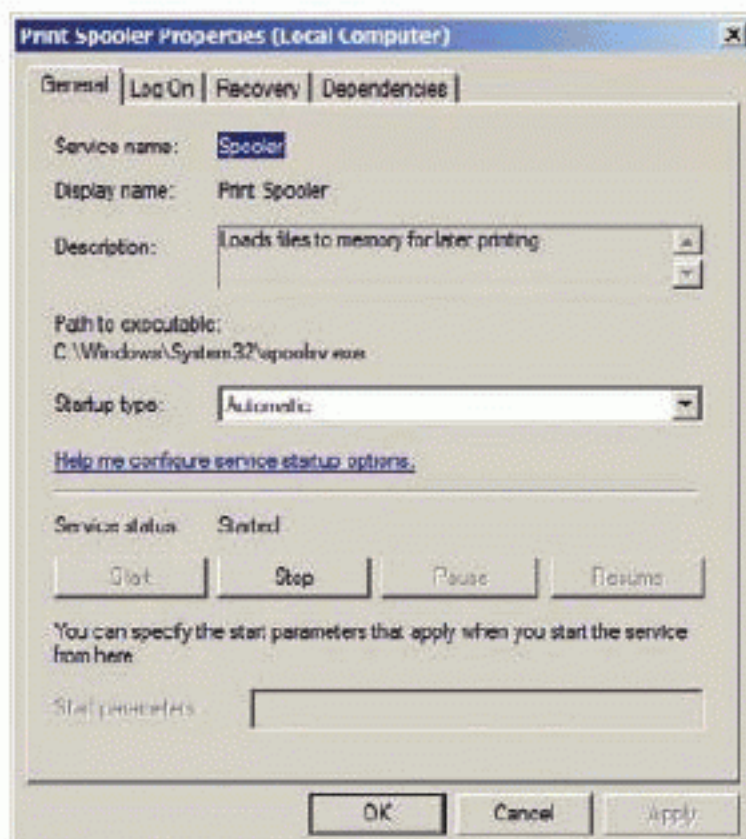 Print Spooler Properties (Local Computer)
General Log On Recovery Dependencies
Service name: Spooler
Display name: Print Spooler
Description: Loads files to memory for later printing
Path to executable:
C:\Windows\System32\spoolsv.exe
Startup type: Automatic
Help me configure service startup options.
Service status: Started
Start Stop Pause Resume
You can specify the start parameters that apply when you start the service
from here
Start parameters
OK Cancel Apply